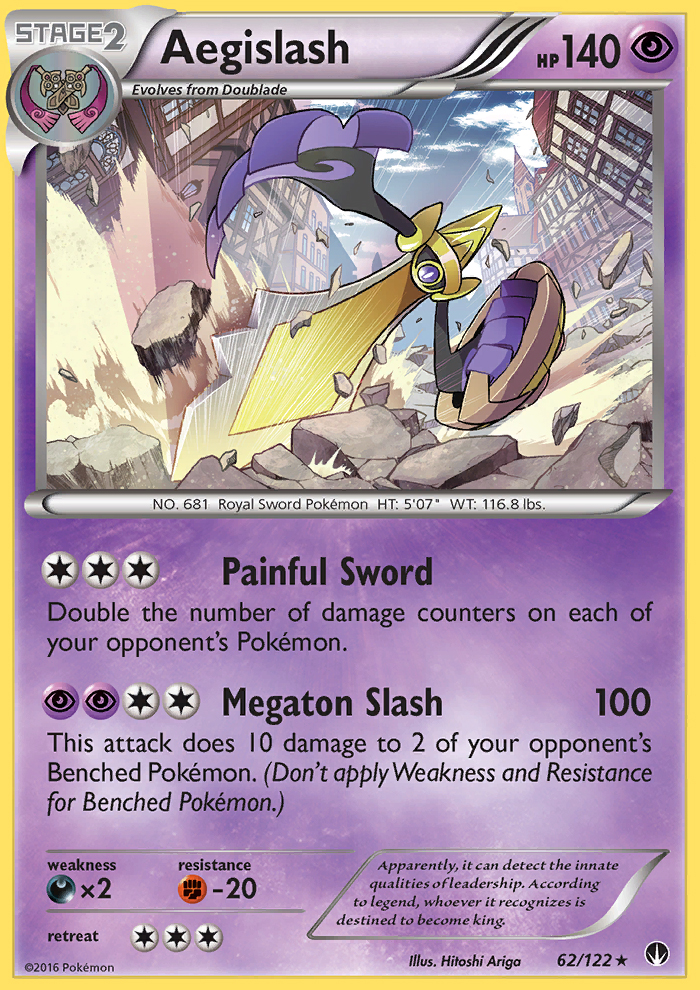 STAGE2
Aegislash
HP140
Evolves from Doublade
NO. 681 Royal Sword Pokémon HT: 5'07" WT: 116.8 lbs.
Painful Sword
Double the number of damage counters on each of
your opponent's Pokémon.
Megaton Slash 100
This attack does 10 damage to 2 of your opponent's
Benched Pokémon. (Don't apply Weakness and Resistance
for Benched Pokémon.)
weakness
×2
resistance
-20
retreat
Apparently, it can detect the innate
qualities of leadership. According
to legend, whoever it recognizes is
destined to become king.
©2016 Pokémon
Illus. Hitoshi Ariga
62/122 ★